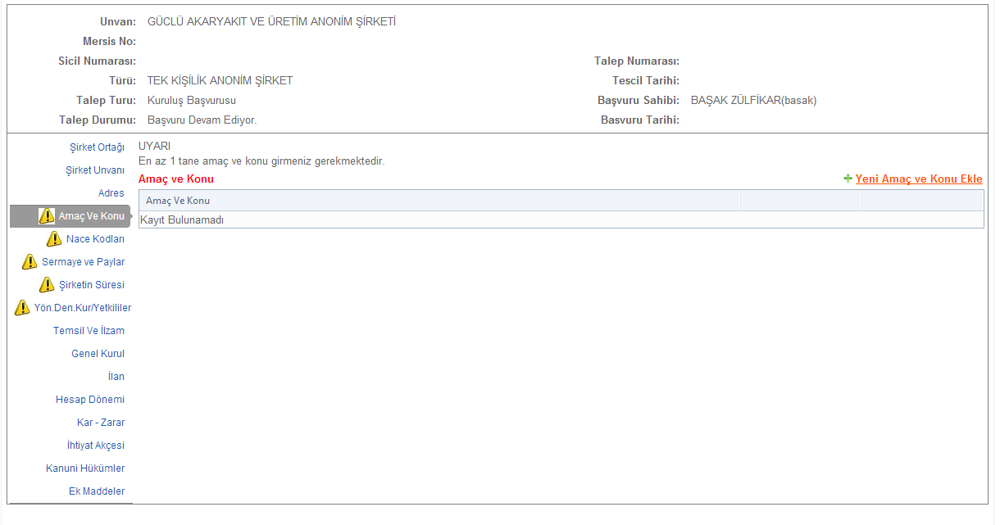 Unvan: GÜCLÜ AKARYAKIT VE ÜRETİM ANONİM ŞİRKETİ
Mersis No:
Sicil Numarası: Talep Numarası:
Türü: TEK KİŞİLİK ANONİM ŞİRKET Tescil Tarihi:
Talep Turu: Kuruluş Başvurusu Başvuru Sahibi: BAŞAK ZÜLFİKAR(basak)
Talep Durumu: Başvuru Devam Ediyor. Basvuru Tarihi:
Şirket Ortağı
Şirket Unvanı
Adres
Amaç Ve Konu
Nace Kodları
Sermaye ve Paylar
Şirketin Süresi
Yön.Den.Kur/Yetkililer
Temsil Ve İlzam
Genel Kurul
İlan
Hesap Dönemi
Kar - Zarar
İhtiyat Akçesi
Kanuni Hükümler
Ek Maddeler
UYARI
En az 1 tane amaç ve konu girmeniz gerekmektedir.
Amaç ve Konu Yeni Amaç ve Konu Ekle
Amaç Ve Konu
Kayıt Bulunamadı